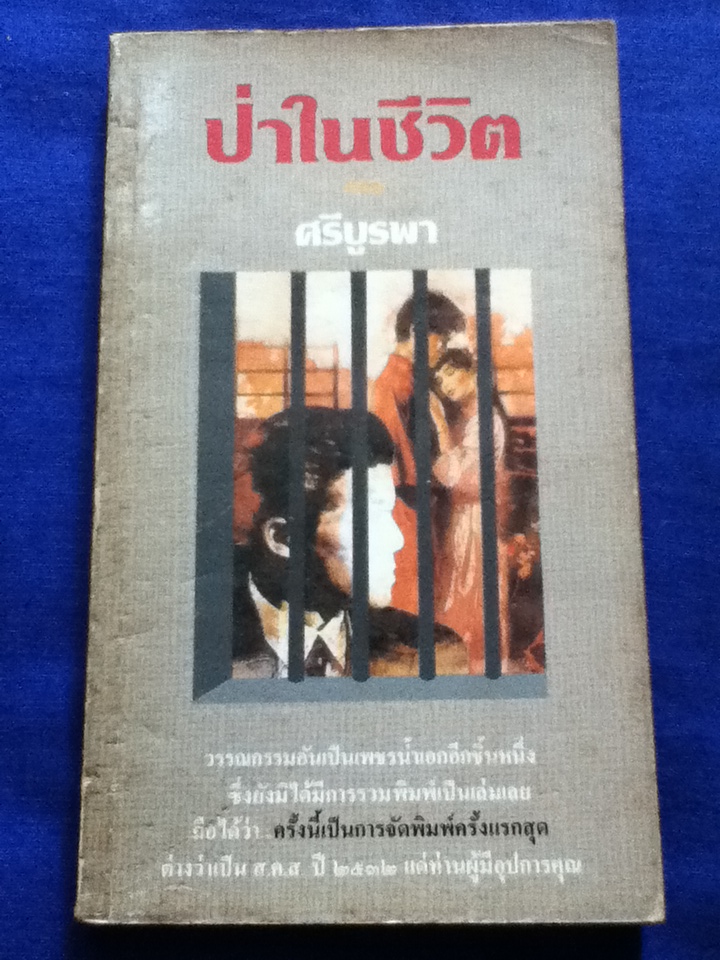 ป่าในชีวิต
ของ
ศรีบูรพา
วรรณกรรมอันเป็นเพชรน้ำเอกอีกชิ้นหนึ่ง
ซึ่งยังมิได้มีการรวมพิมพ์เป็นเล่มเลย
ถือได้ว่า ครั้งนี้เป็นการจัดพิมพ์ครั้งแรกสุด
ต่างว่าเป็น ส.ค.ส ปี ๒๕๓๒ แด่ท่านผู้มีอุปการคุณ